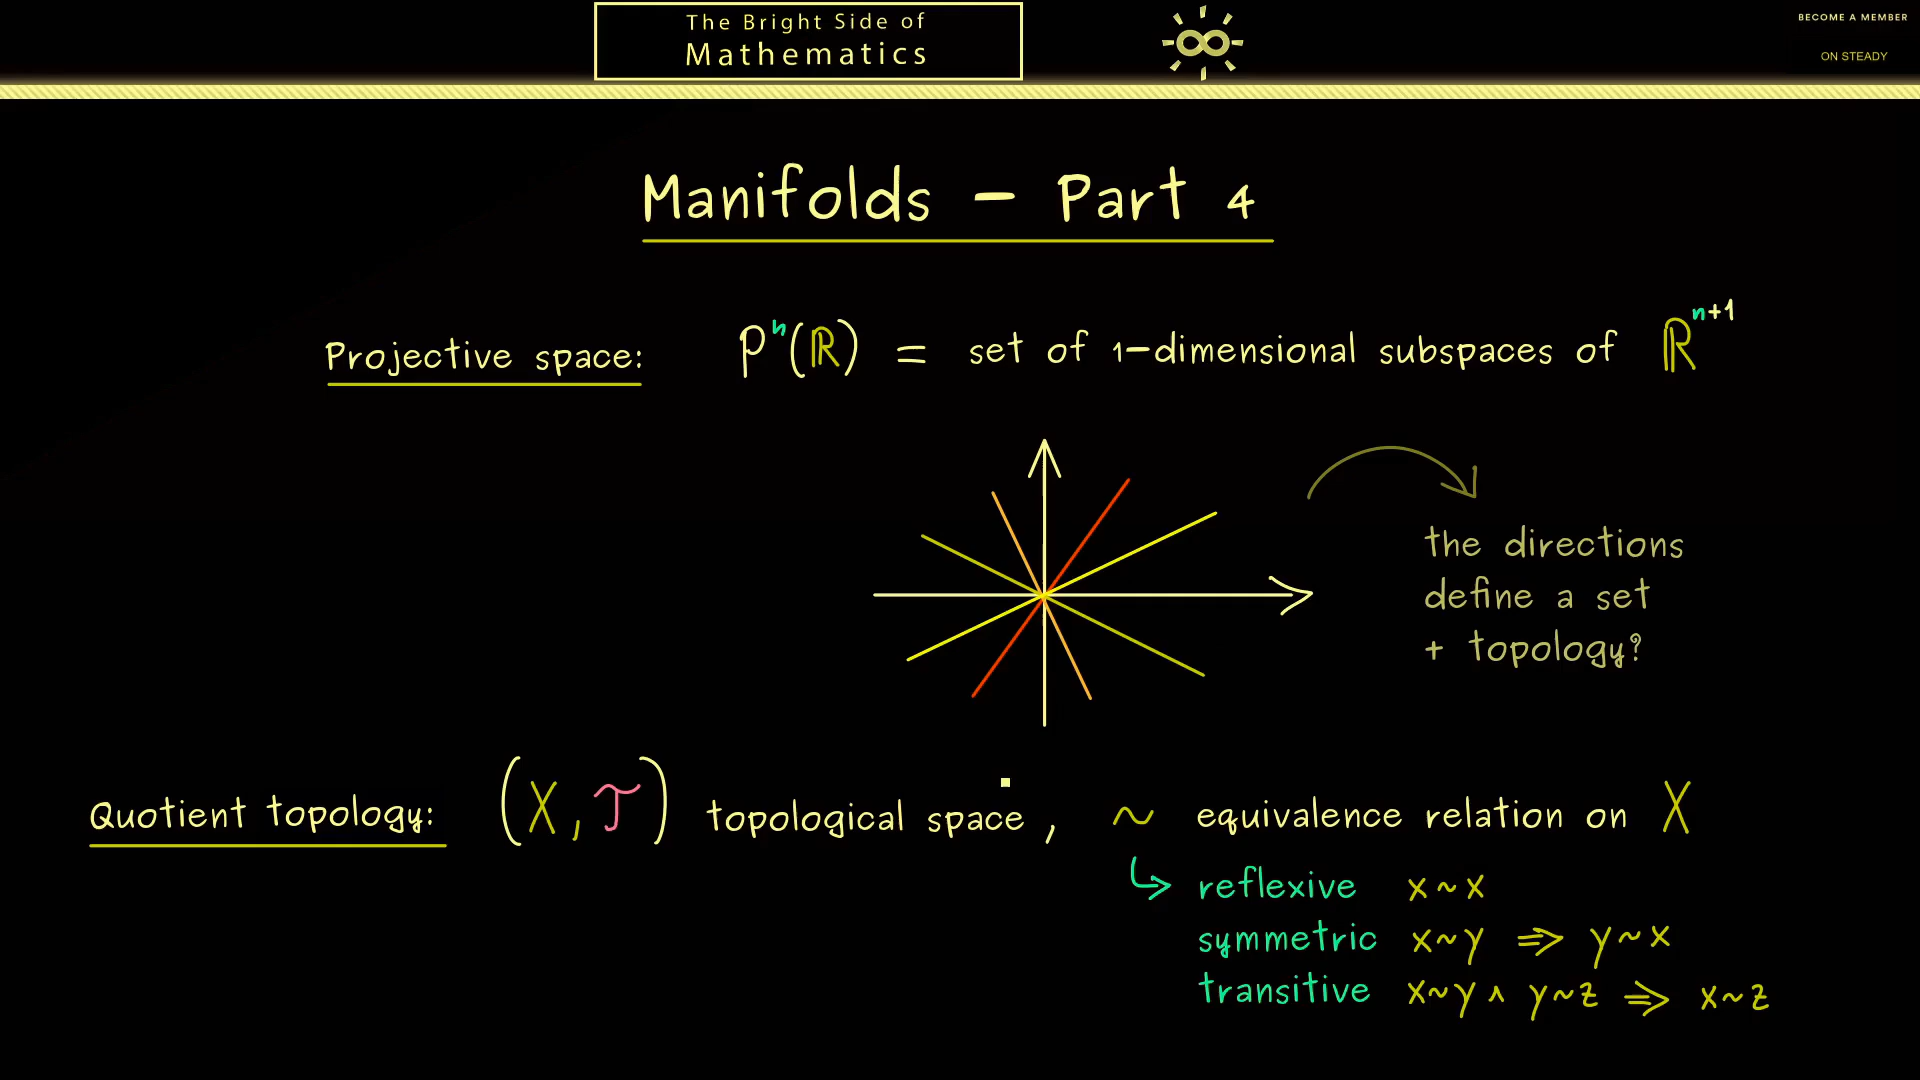 The Bright Side of
Mathematics
BECOME A MEMBER
ON STEADY
Manifolds - Part 4
Projective space: Pⁿ(ℝ) = set of 1-dimensional subspaces of ℝⁿ⁺¹
the directions
define a set
+ topology?
Quotient topology: (X, 𝒯) topological space, ~ equivalence relation on X
↳ reflexive x~x
symmetric x~y ⇒ y~x
transitive x~y ∧ y~z ⇒ x~z